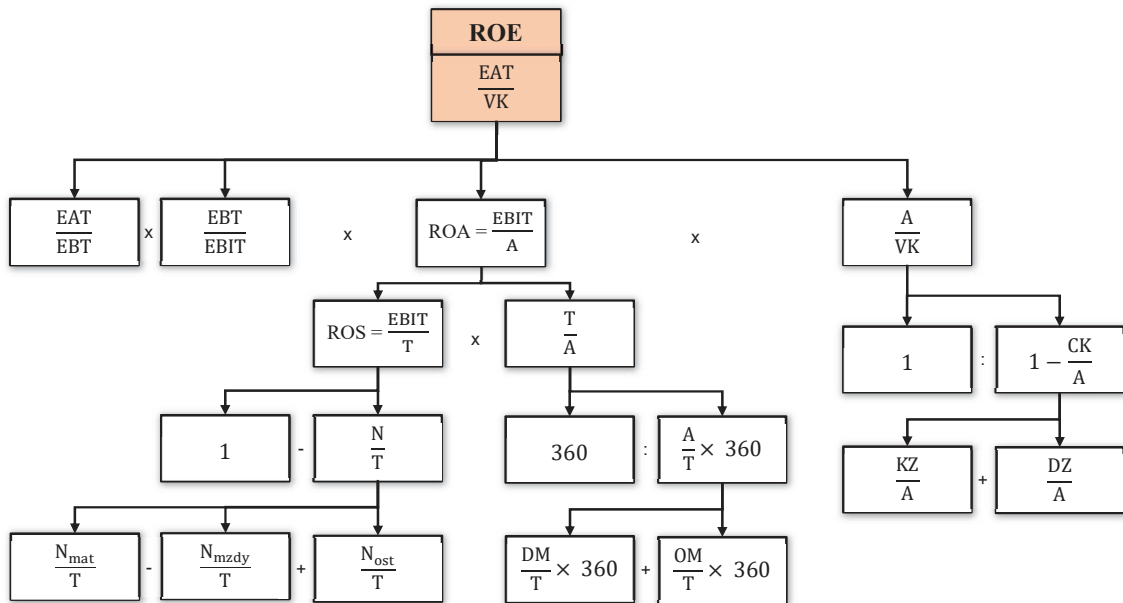 ROE
EAT
VK
EAT
EBT
x
EBT
EBIT
x
ROA = EBIT
A
x
A
VK
ROS = EBIT
T
x
T
A
1
:
1 − CK
A
1
-
N
T
360
:
A
T × 360
KZ
A
+
DZ
A
Nmat
T
-
Nmzdy
T
+
Nost
T
DM
T × 360
+
OM
T × 360